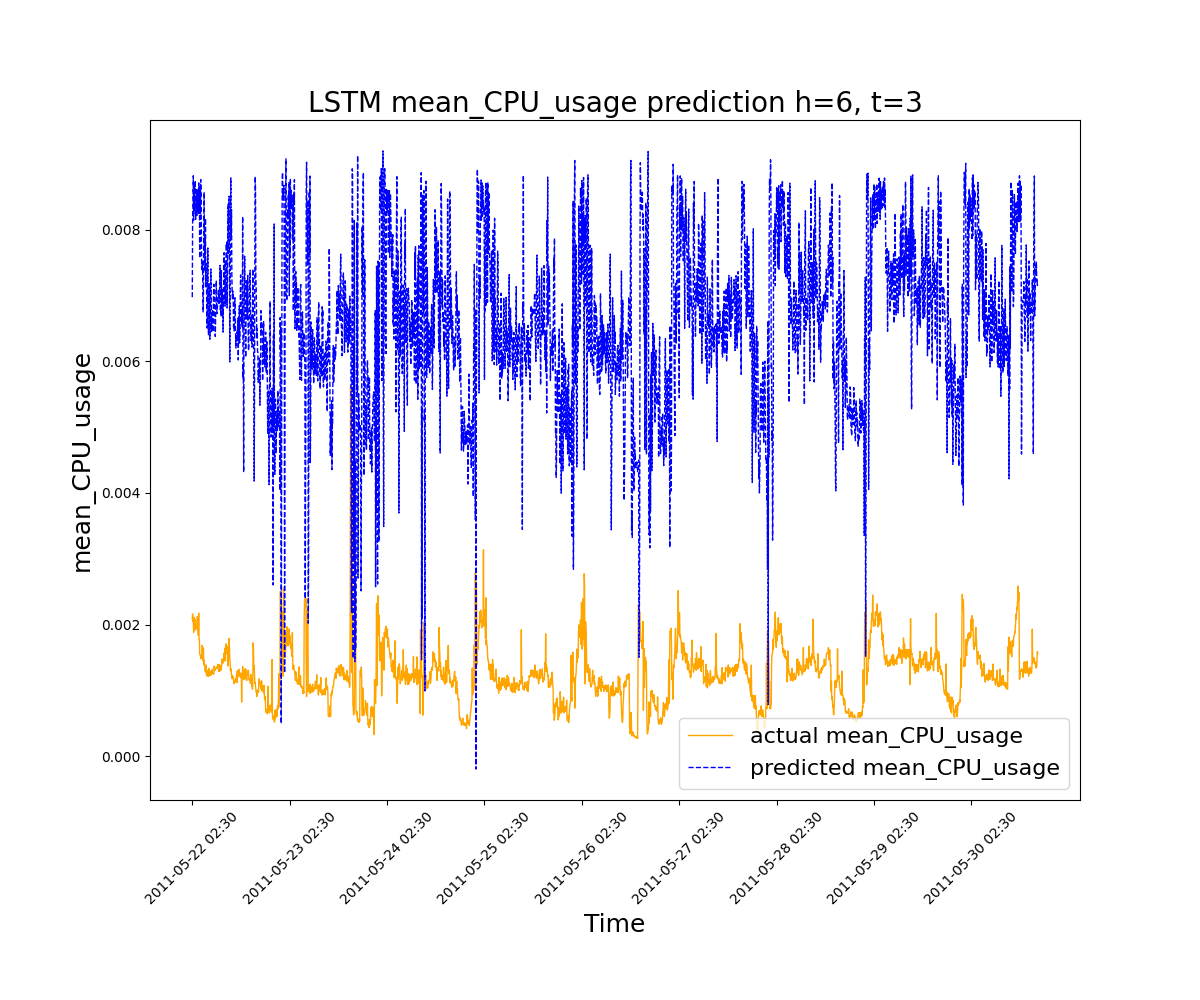 LSTM mean_CPU_usage prediction h=6, t=3
mean_CPU_usage
0.008
0.006
0.004
0.002
0.000
actual mean_CPU_usage
predicted mean_CPU_usage
2011-05-22 02:30
2011-05-23 02:30
2011-05-24 02:30
2011-05-25 02:30
2011-05-26 02:30
2011-05-27 02:30
2011-05-28 02:30
2011-05-29 02:30
2011-05-30 02:30
Time